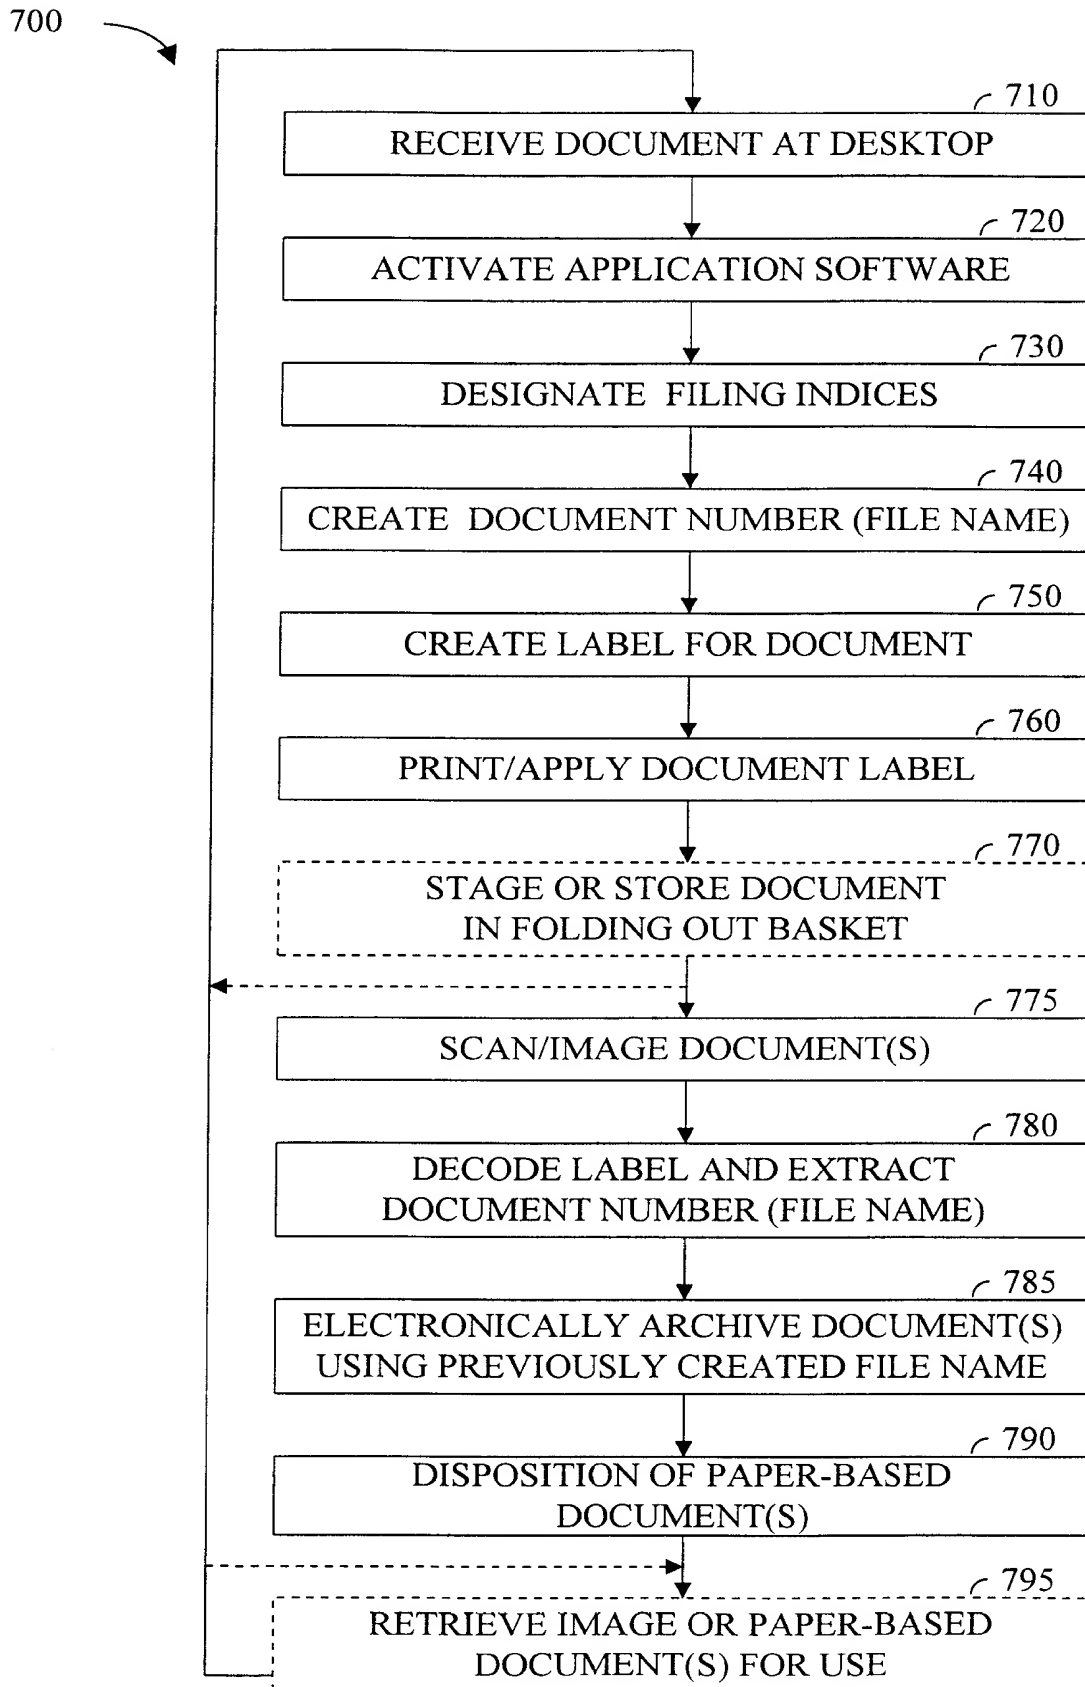 700
710
RECEIVE DOCUMENT AT DESKTOP
720
ACTIVATE APPLICATION SOFTWARE
730
DESIGNATE FILING INDICES
740
CREATE DOCUMENT NUMBER (FILE NAME)
750
CREATE LABEL FOR DOCUMENT
760
PRINT/APPLY DOCUMENT LABEL
770
STAGE OR STORE DOCUMENT
IN FOLDING OUT BASKET
775
SCAN/IMAGE DOCUMENT(S)
780
DECODE LABEL AND EXTRACT
DOCUMENT NUMBER (FILE NAME)
785
ELECTRONICALLY ARCHIVE DOCUMENT(S)
USING PREVIOUSLY CREATED FILE NAME
790
DISPOSITION OF PAPER-BASED
DOCUMENT(S)
795
RETRIEVE IMAGE OR PAPER-BASED
DOCUMENT(S) FOR USE